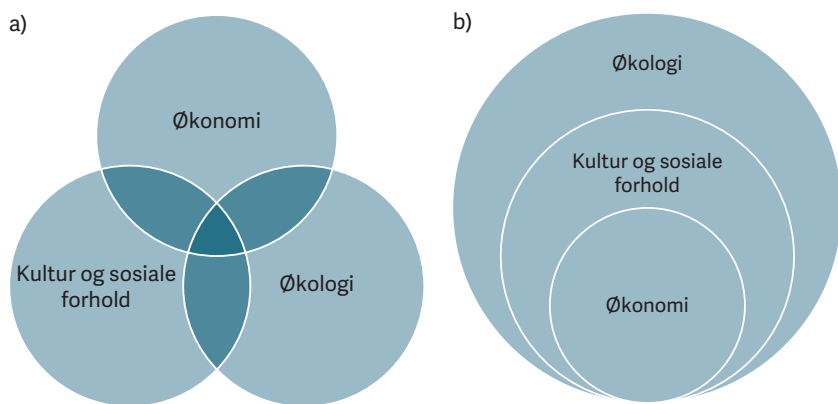 a)
Økonomi
Kultur og sosiale
forhold
Økologi
b)
Økologi
Kultur og sosiale
forhold
Økonomi